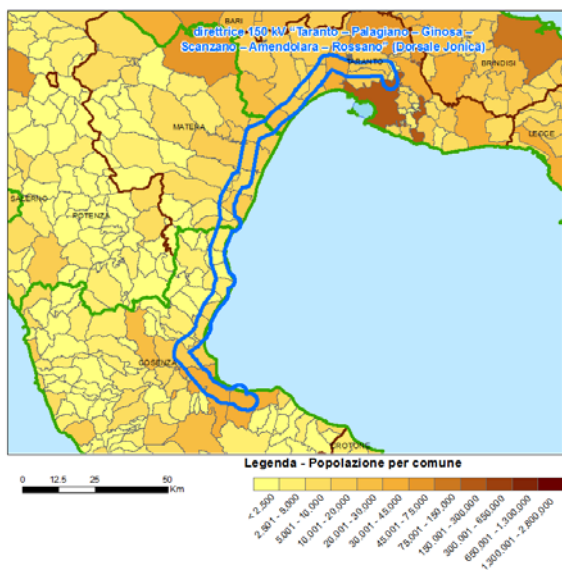 BARI
direttrice 150 kV "Taranto – Palagiano – Ginosa –
Scanzano – Amendolara – Rossano" (Dorsale Jonica)
TARANTO
BRINDISI
MATERA
LECCE
SALERNO
POTENZA
COSENZA
CROTONE
Legenda - Popolazione per comune
0 12.5 25 50
Km
< 2.500
2.501 - 5.000
5.001 - 10.000
10.001 - 20.000
20.001 - 30.000
30.001 - 45.000
45.001 - 75.000
75.001 - 150.000
150.001 - 300.000
300.001 - 650.000
650.001 - 1.300.000
1.300.001 - 2.600.000